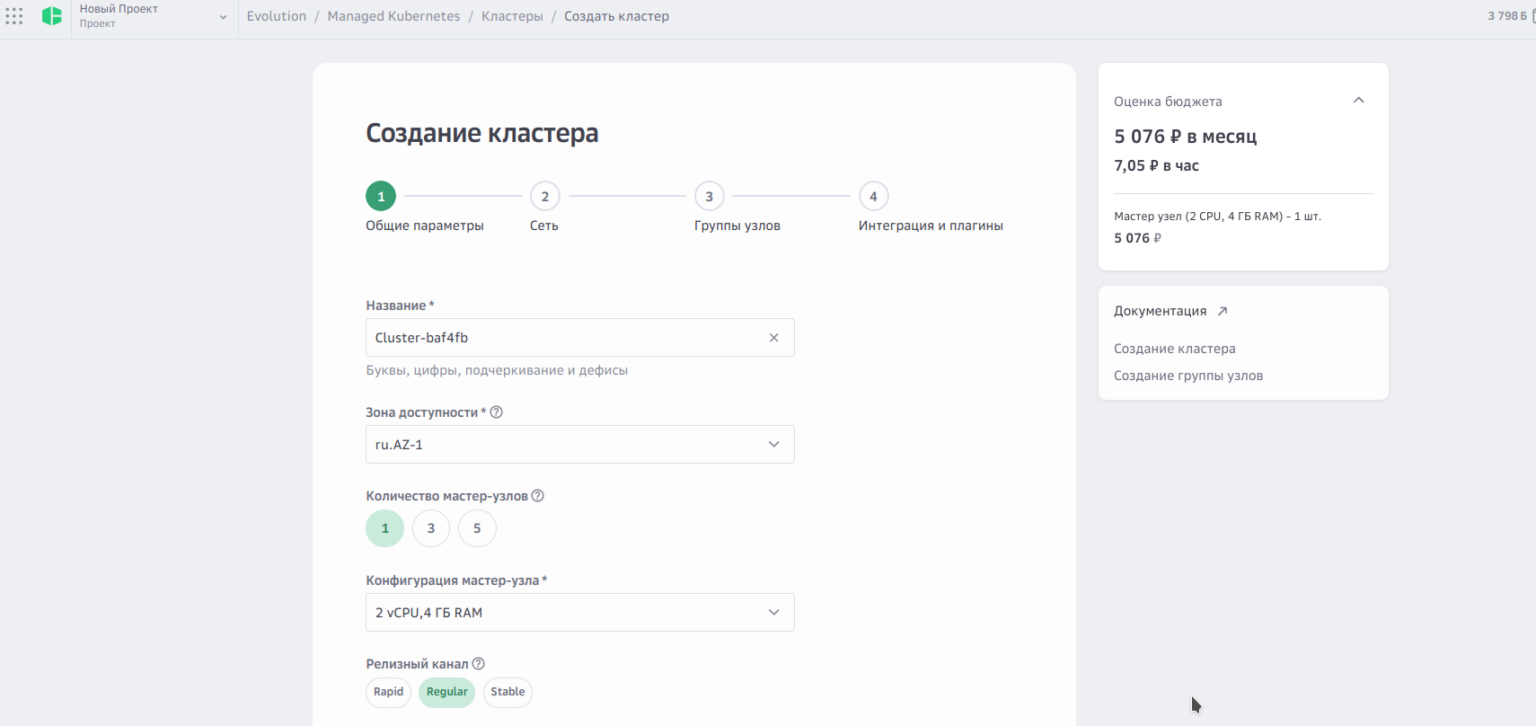 Новый Проект
Проект
Evolution / Managed Kubernetes / Кластеры / Создать кластер
3 798 Б
Создание кластера
1 2 3 4
Общие параметры Сеть Группы узлов Интеграция и плагины
Название *
Cluster-baf4fb
Буквы, цифры, подчеркивание и дефисы
Зона доступности * ?
ru.AZ-1
Количество мастер-узлов ?
1 3 5
Конфигурация мастер-узла *
2 vCPU,4 ГБ RAM
Релизный канал ?
Rapid Regular Stable
Оценка бюджета
5 076 ₽ в месяц
7,05 ₽ в час
Мастер узел (2 CPU, 4 ГБ RAM) - 1 шт.
5 076 ₽
Документация
Создание кластера
Создание группы узлов